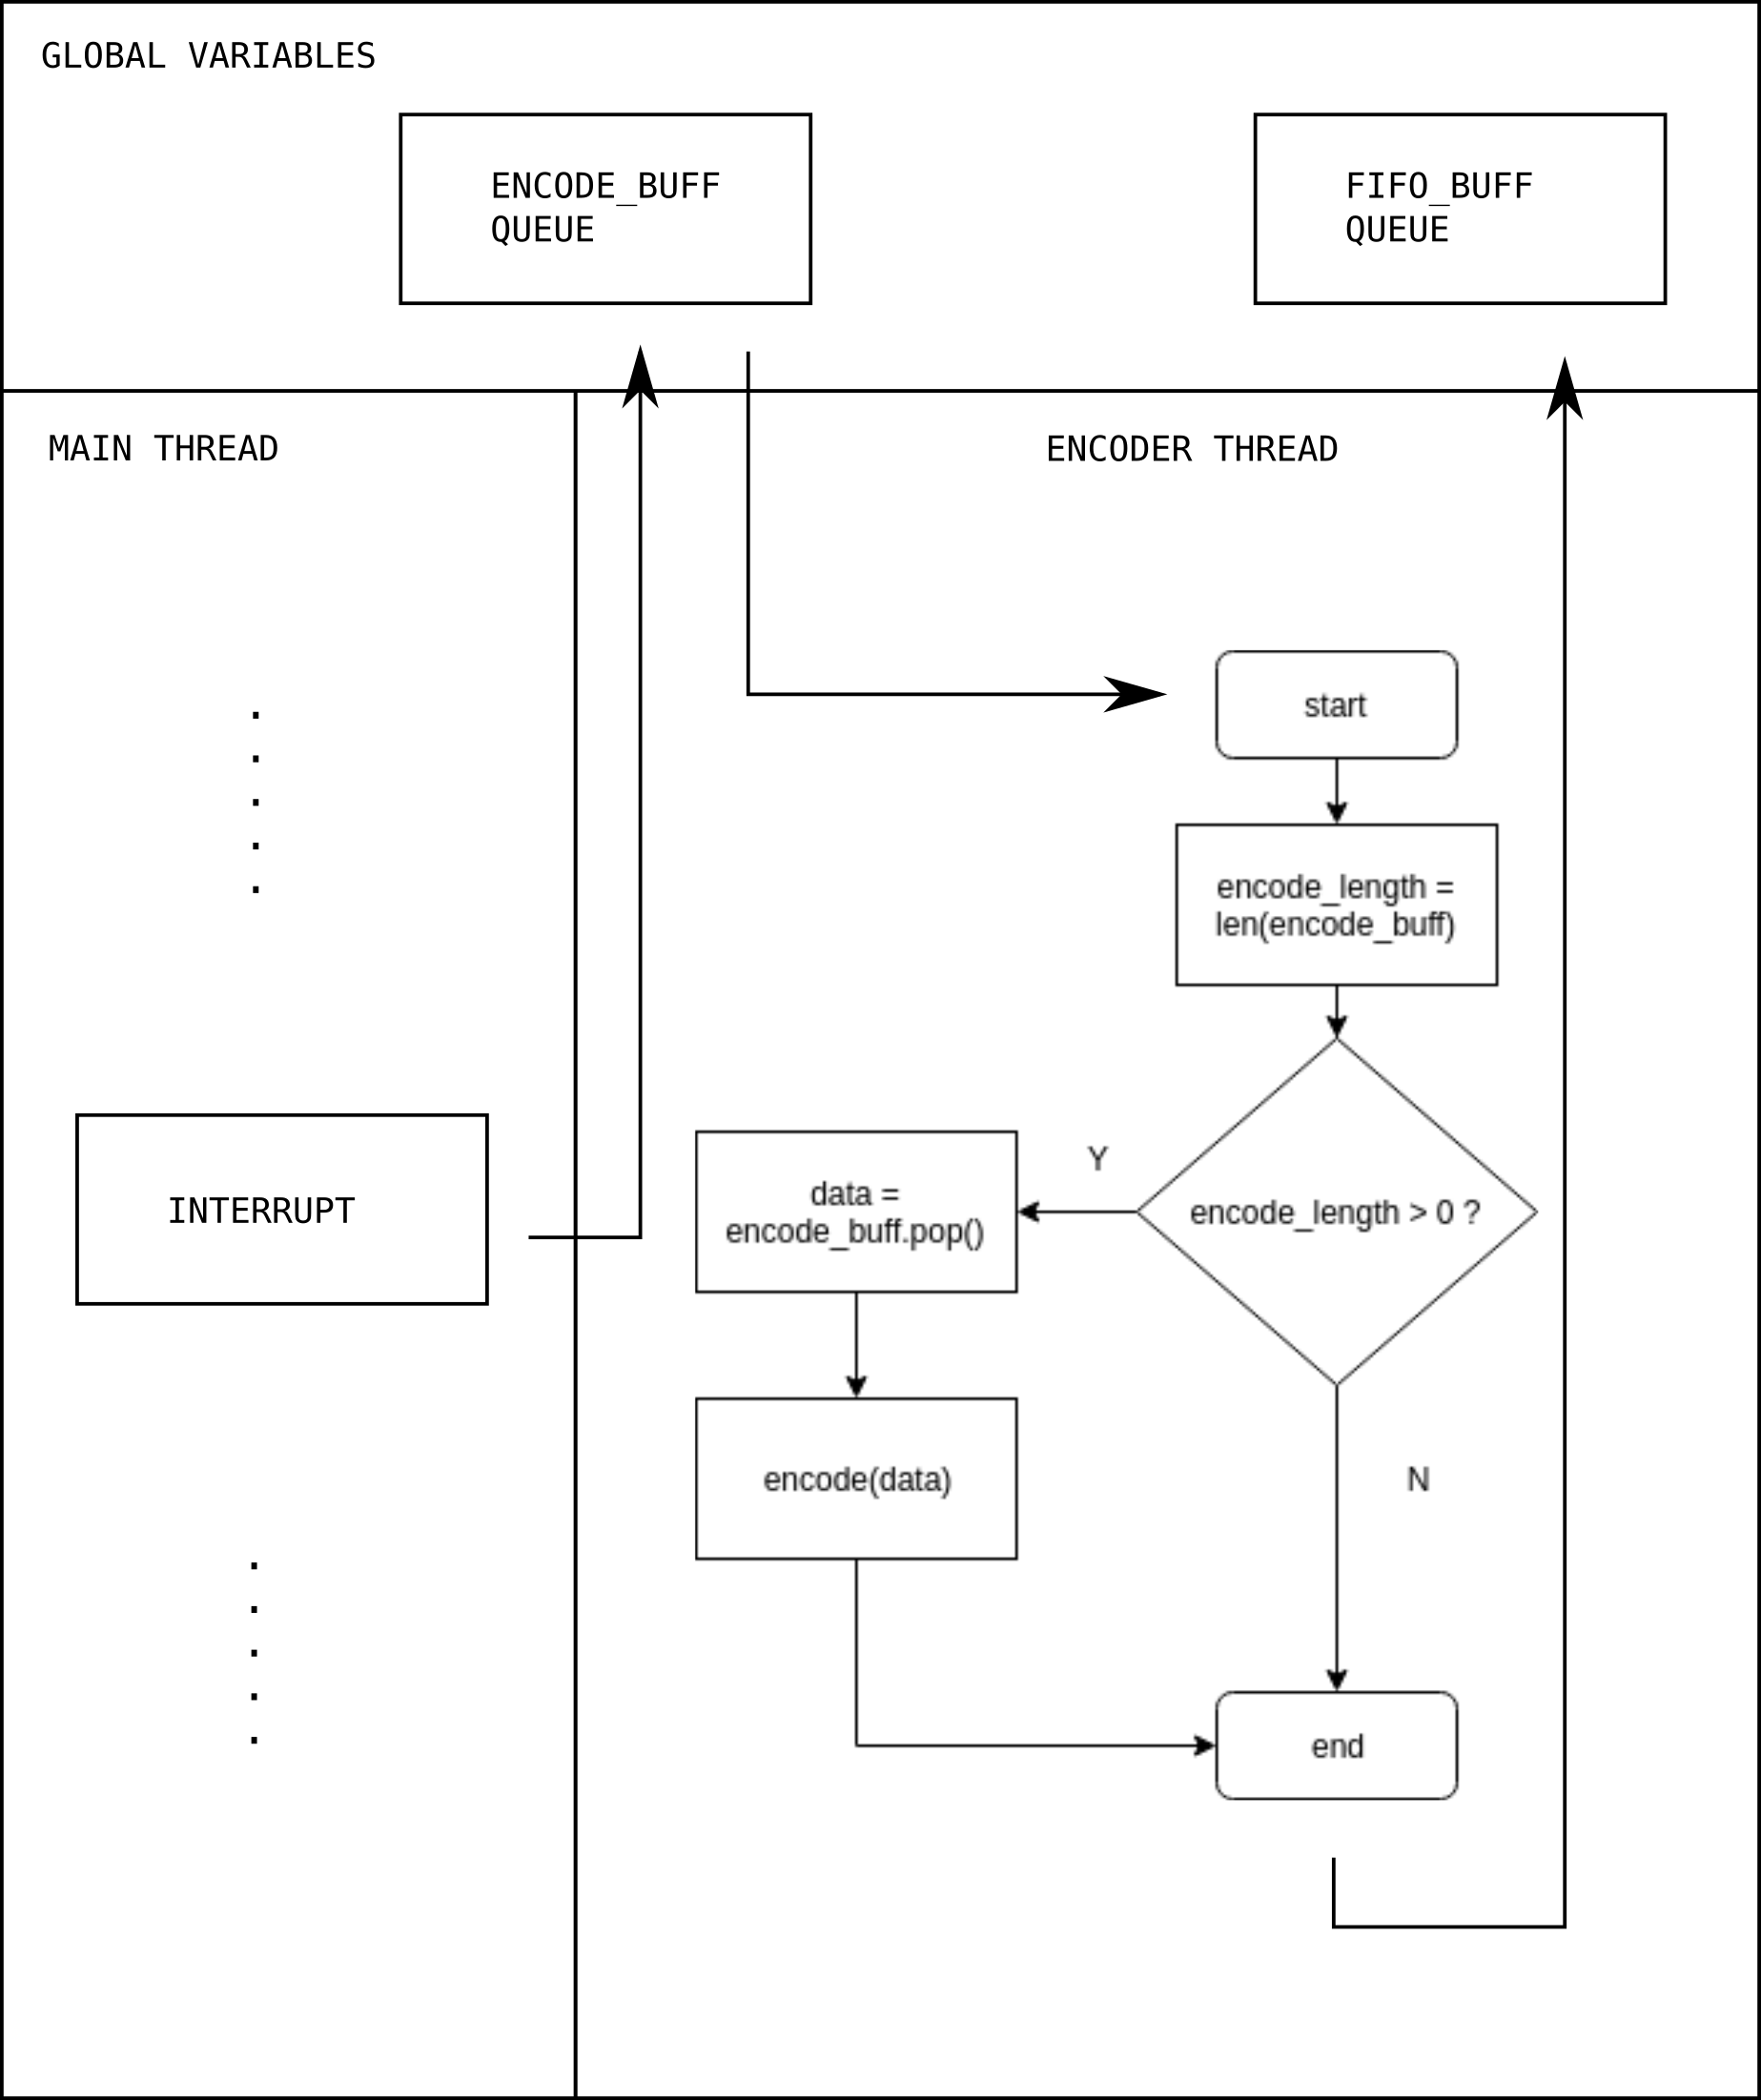 GLOBAL VARIABLES
ENCODE_BUFF
QUEUE
FIFO_BUFF
QUEUE
MAIN THREAD
ENCODER THREAD
start
encode_length =
len(encode_buff)
encode_length > 0 ?
Y
data =
encode_buff.pop()
INTERRUPT
encode(data)
N
end